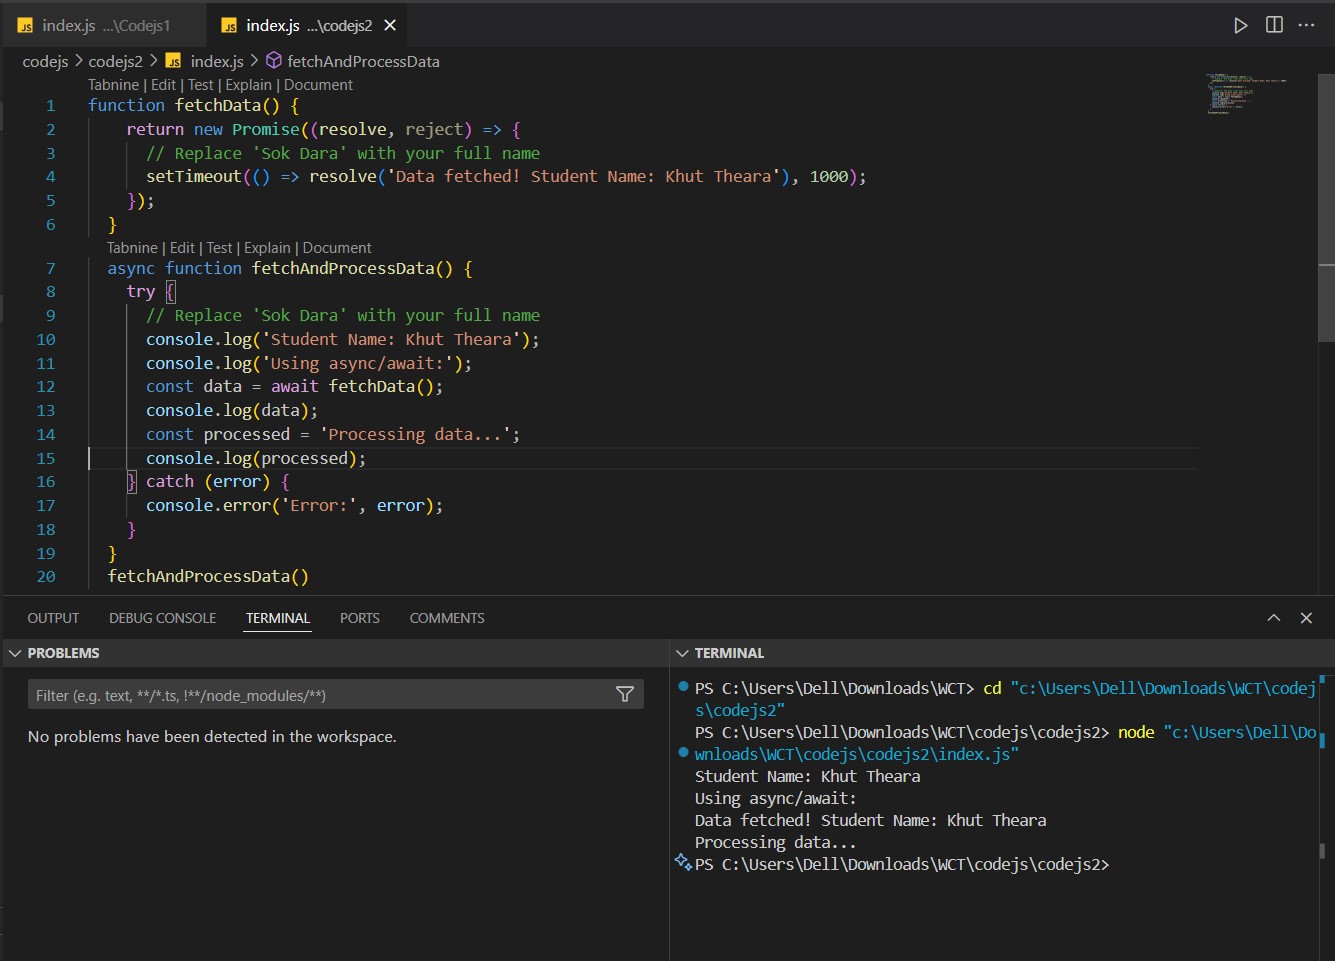 index.js ...\Codejs1
index.js ...\codejs2
codejs > codejs2 > index.js > fetchAndProcessData
Tabnine | Edit | Test | Explain | Document
1 function fetchData() {
2 return new Promise((resolve, reject) => {
3 // Replace 'Sok Dara' with your full name
4 setTimeout(() => resolve('Data fetched! Student Name: Khut Theara'), 1000);
5 });
6 }
Tabnine | Edit | Test | Explain | Document
7 async function fetchAndProcessData() {
8 try {
9 // Replace 'Sok Dara' with your full name
10 console.log('Student Name: Khut Theara');
11 console.log('Using async/await:');
12 const data = await fetchData();
13 console.log(data);
14 const processed = 'Processing data...';
15 console.log(processed);
16 } catch (error) {
17 console.error('Error:', error);
18 }
19 }
20 fetchAndProcessData()
OUTPUT DEBUG CONSOLE TERMINAL PORTS COMMENTS
PROBLEMS
Filter (e.g. text, **/*.ts, !**/node_modules/**)
No problems have been detected in the workspace.
TERMINAL
PS C:\Users\Dell\Downloads\WCT> cd "c:\Users\Dell\Downloads\WCT\codej
s\codejs2"
PS C:\Users\Dell\Downloads\WCT\codejs\codejs2> node "c:\Users\Dell\Do
wnloads\WCT\codejs\codejs2\index.js"
Student Name: Khut Theara
Using async/await:
Data fetched! Student Name: Khut Theara
Processing data...
PS C:\Users\Dell\Downloads\WCT\codejs\codejs2>